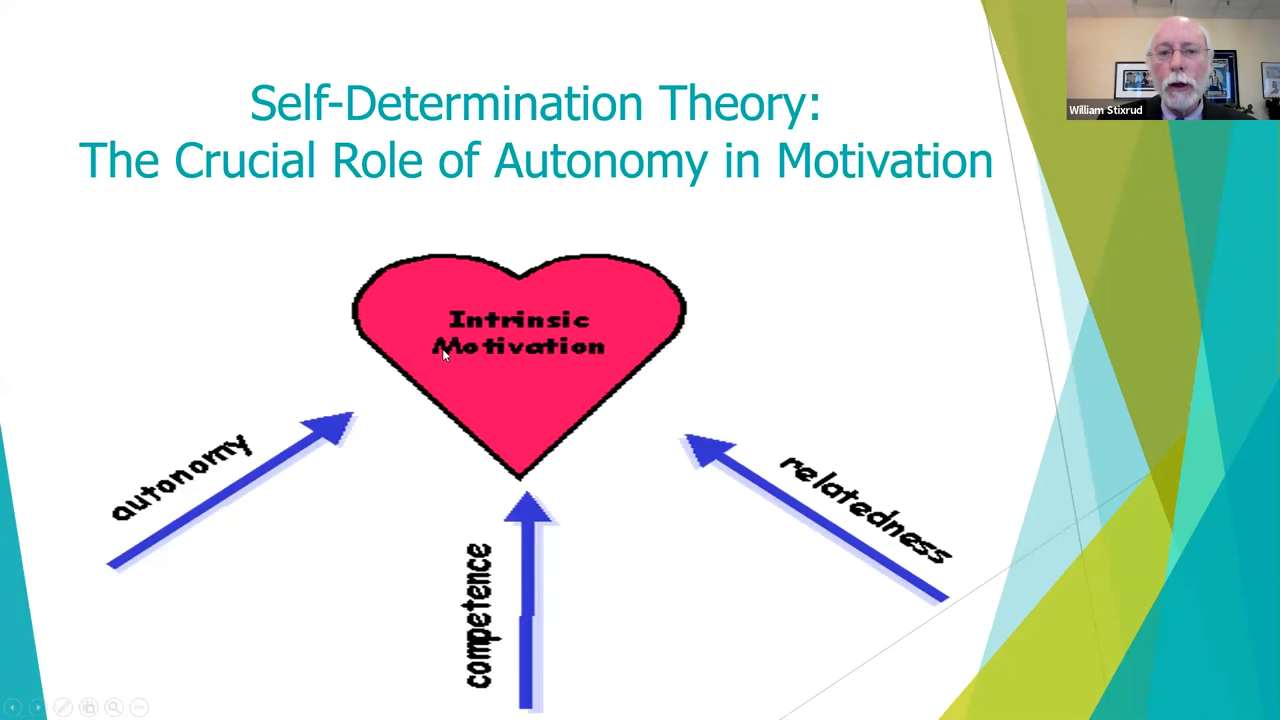 Self-Determination Theory:
The Crucial Role of Autonomy in Motivation
William Stixrud
Intrinsic
Motivation
autonomy
competence
relatedness